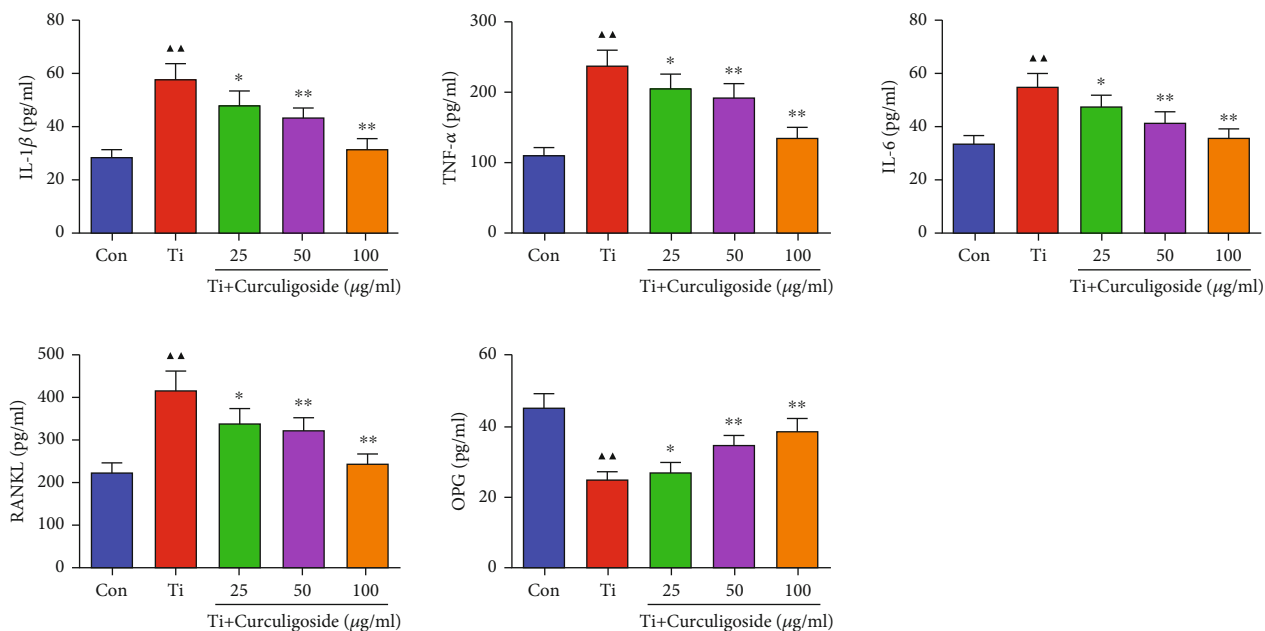 IL-1β (pg/ml)
80
60
40
20
0
▲▲
*
**
**
Con
Ti
25
50
100
Ti+Curculigoside (μg/ml)
TNF-α (pg/ml)
300
200
100
0
▲▲
*
**
**
Con
Ti
25
50
100
Ti+Curculigoside (μg/ml)
IL-6 (pg/ml)
80
60
40
20
0
▲▲
*
**
**
Con
Ti
25
50
100
Ti+Curculigoside (μg/ml)
RANKL (pg/ml)
500
400
300
200
100
0
▲▲
*
**
**
Con
Ti
25
50
100
Ti+Curculigoside (μg/ml)
OPG (pg/ml)
60
40
20
0
▲▲
*
**
**
Con
Ti
25
50
100
Ti+Curculigoside (μg/ml)